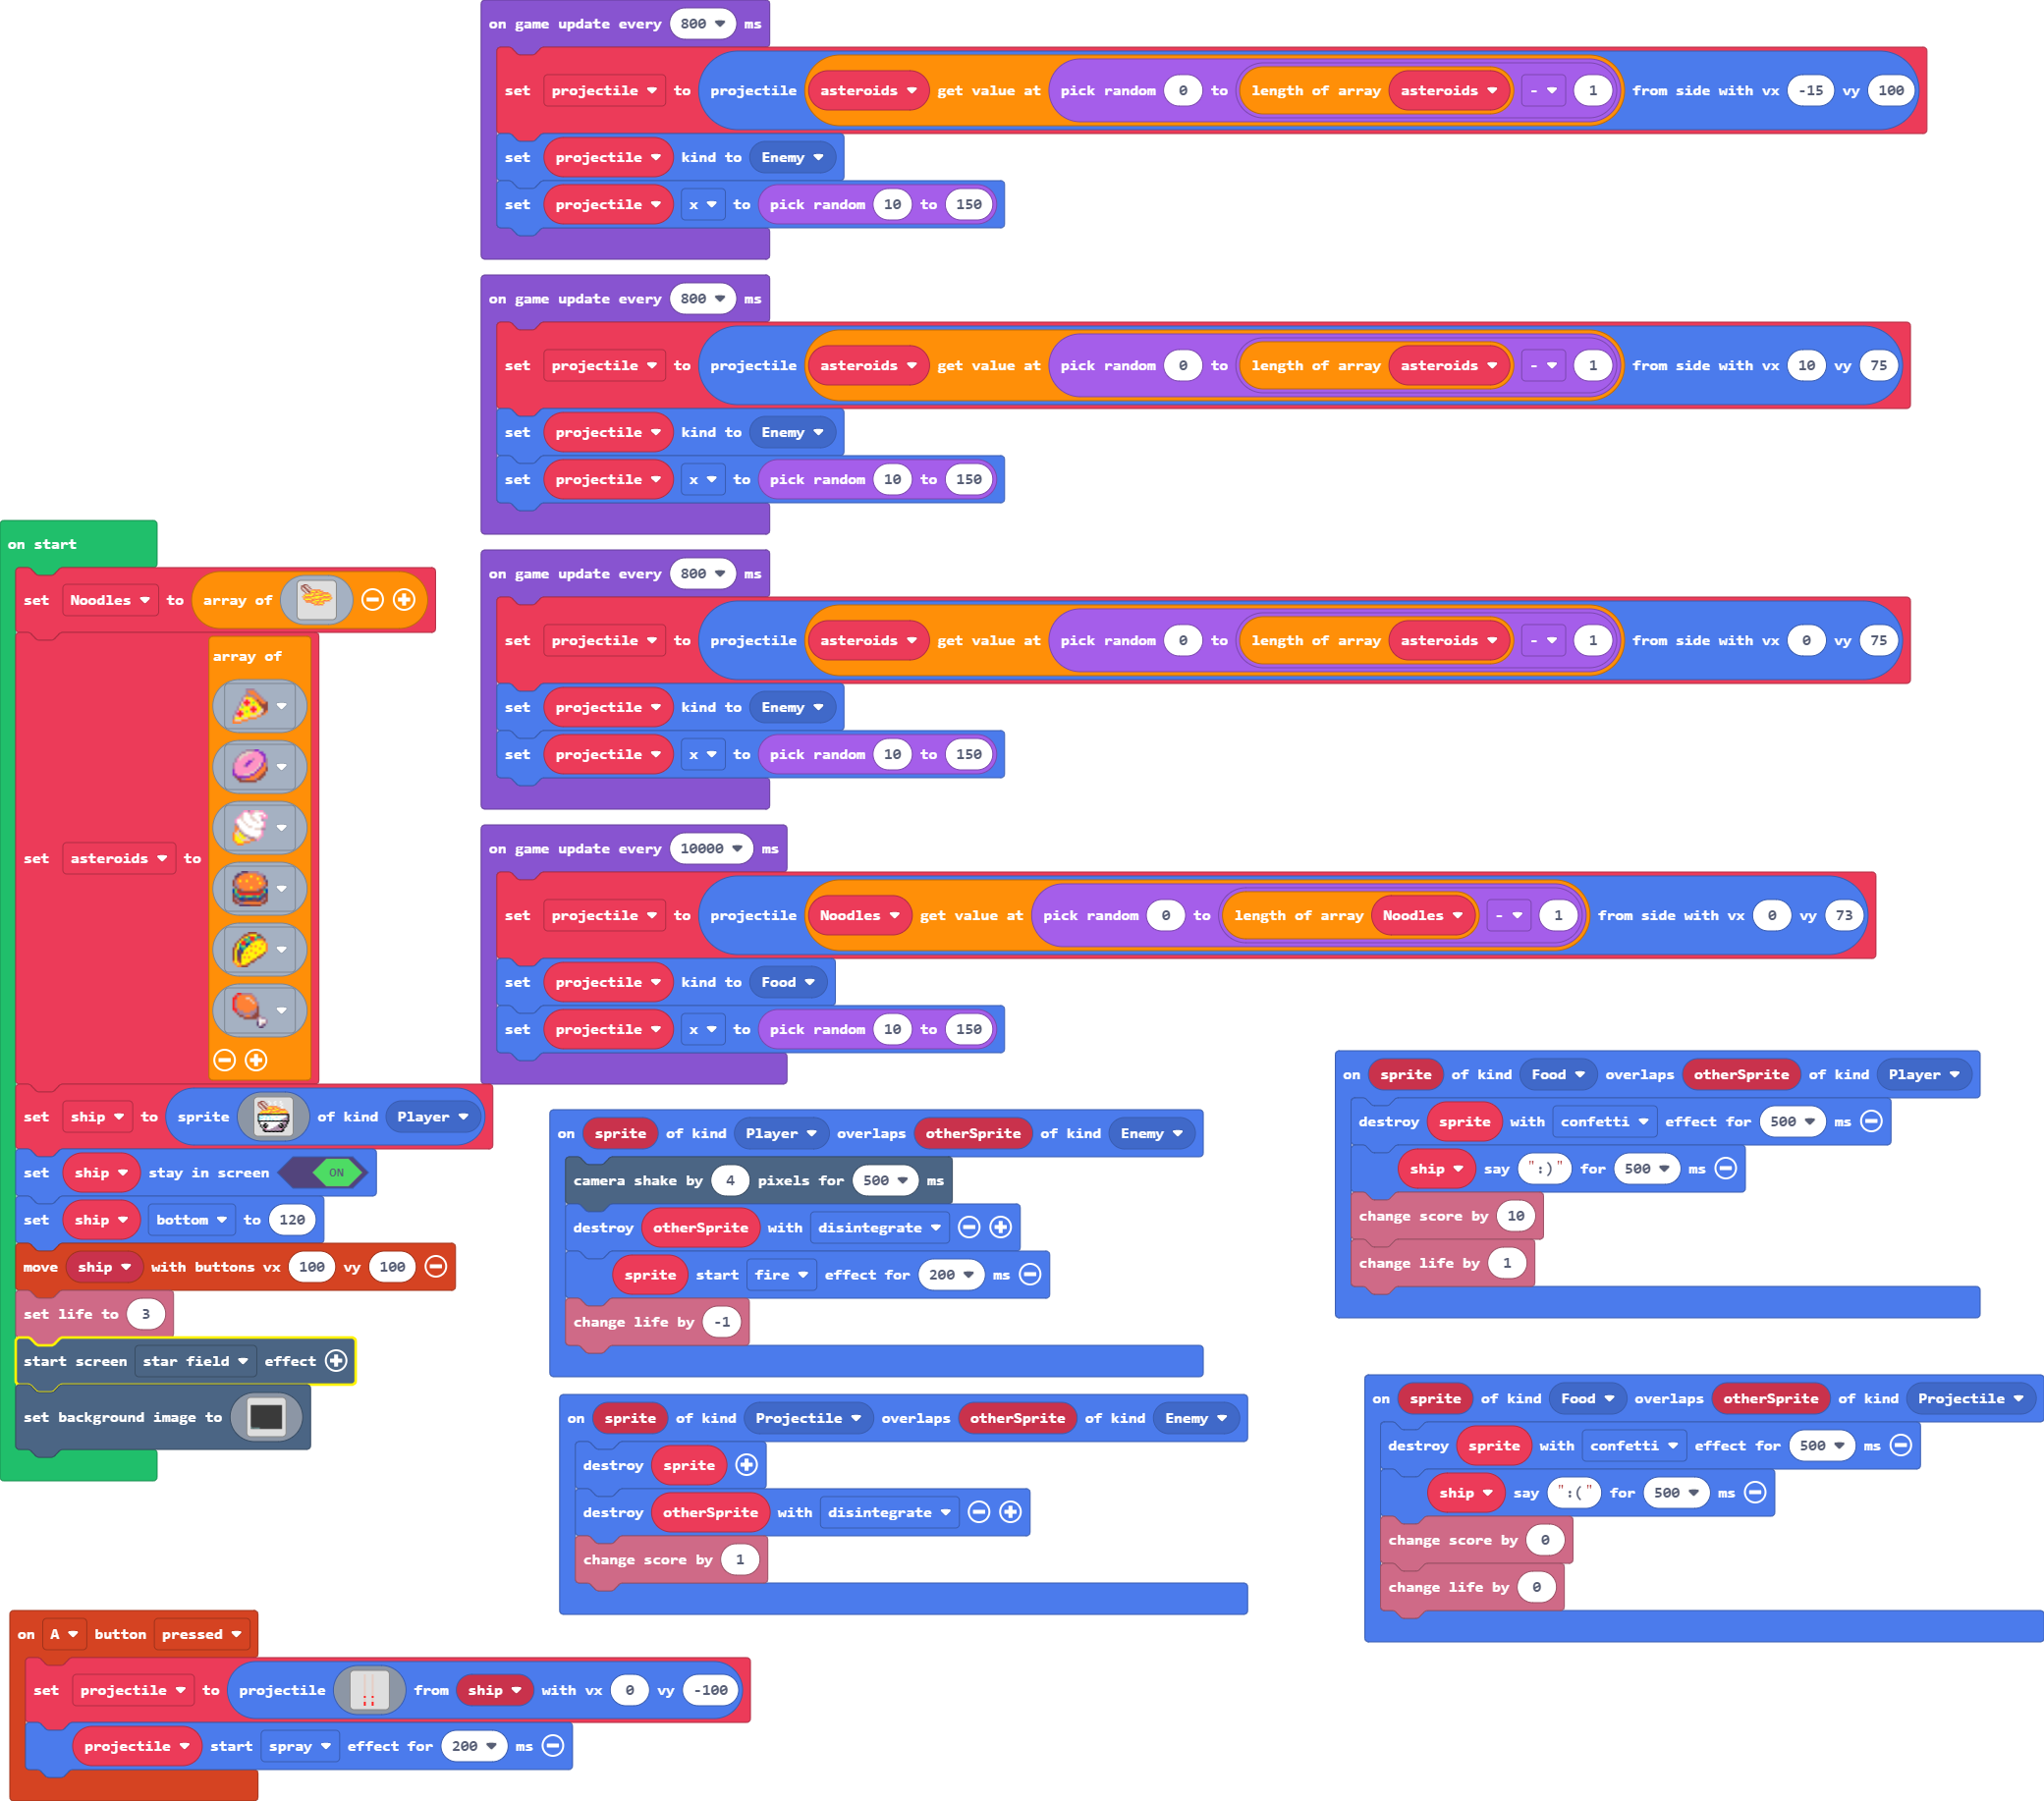 on game update every 800 ms
set projectile to projectile asteroids get value at pick random 0 to length of array asteroids - 1 from side with vx -15 vy 100
set projectile kind to Enemy
set projectile x to pick random 10 to 150
on game update every 800 ms
set projectile to projectile asteroids get value at pick random 0 to length of array asteroids - 1 from side with vx 10 vy 75
set projectile kind to Enemy
set projectile x to pick random 10 to 150
on game update every 800 ms
set projectile to projectile asteroids get value at pick random 0 to length of array asteroids - 1 from side with vx 0 vy 75
set projectile kind to Enemy
set projectile x to pick random 10 to 150
on game update every 10000 ms
set projectile to projectile Noodles get value at pick random 0 to length of array Noodles - 1 from side with vx 0 vy 73
set projectile kind to Food
set projectile x to pick random 10 to 150
on start
set Noodles to array of
array of
set asteroids to
set ship to sprite of kind Player
set ship stay in screen ON
set ship bottom to 120
move ship with buttons vx 100 vy 100
set life to 3
start screen star field effect
set background image to
on sprite of kind Player overlaps otherSprite of kind Enemy
camera shake by 4 pixels for 500 ms
destroy otherSprite with disintegrate
sprite start fire effect for 200 ms
change life by -1
on sprite of kind Projectile overlaps otherSprite of kind Enemy
destroy sprite
destroy otherSprite with disintegrate
change score by 1
on sprite of kind Food overlaps otherSprite of kind Player
destroy sprite with confetti effect for 500 ms
ship say ":)" for 500 ms
change score by 10
change life by 1
on sprite of kind Food overlaps otherSprite of kind Projectile
destroy sprite with confetti effect for 500 ms
ship say ":(" for 500 ms
change score by 0
change life by 0
on A button pressed
set projectile to projectile from ship with vx 0 vy -100
projectile start spray effect for 200 ms